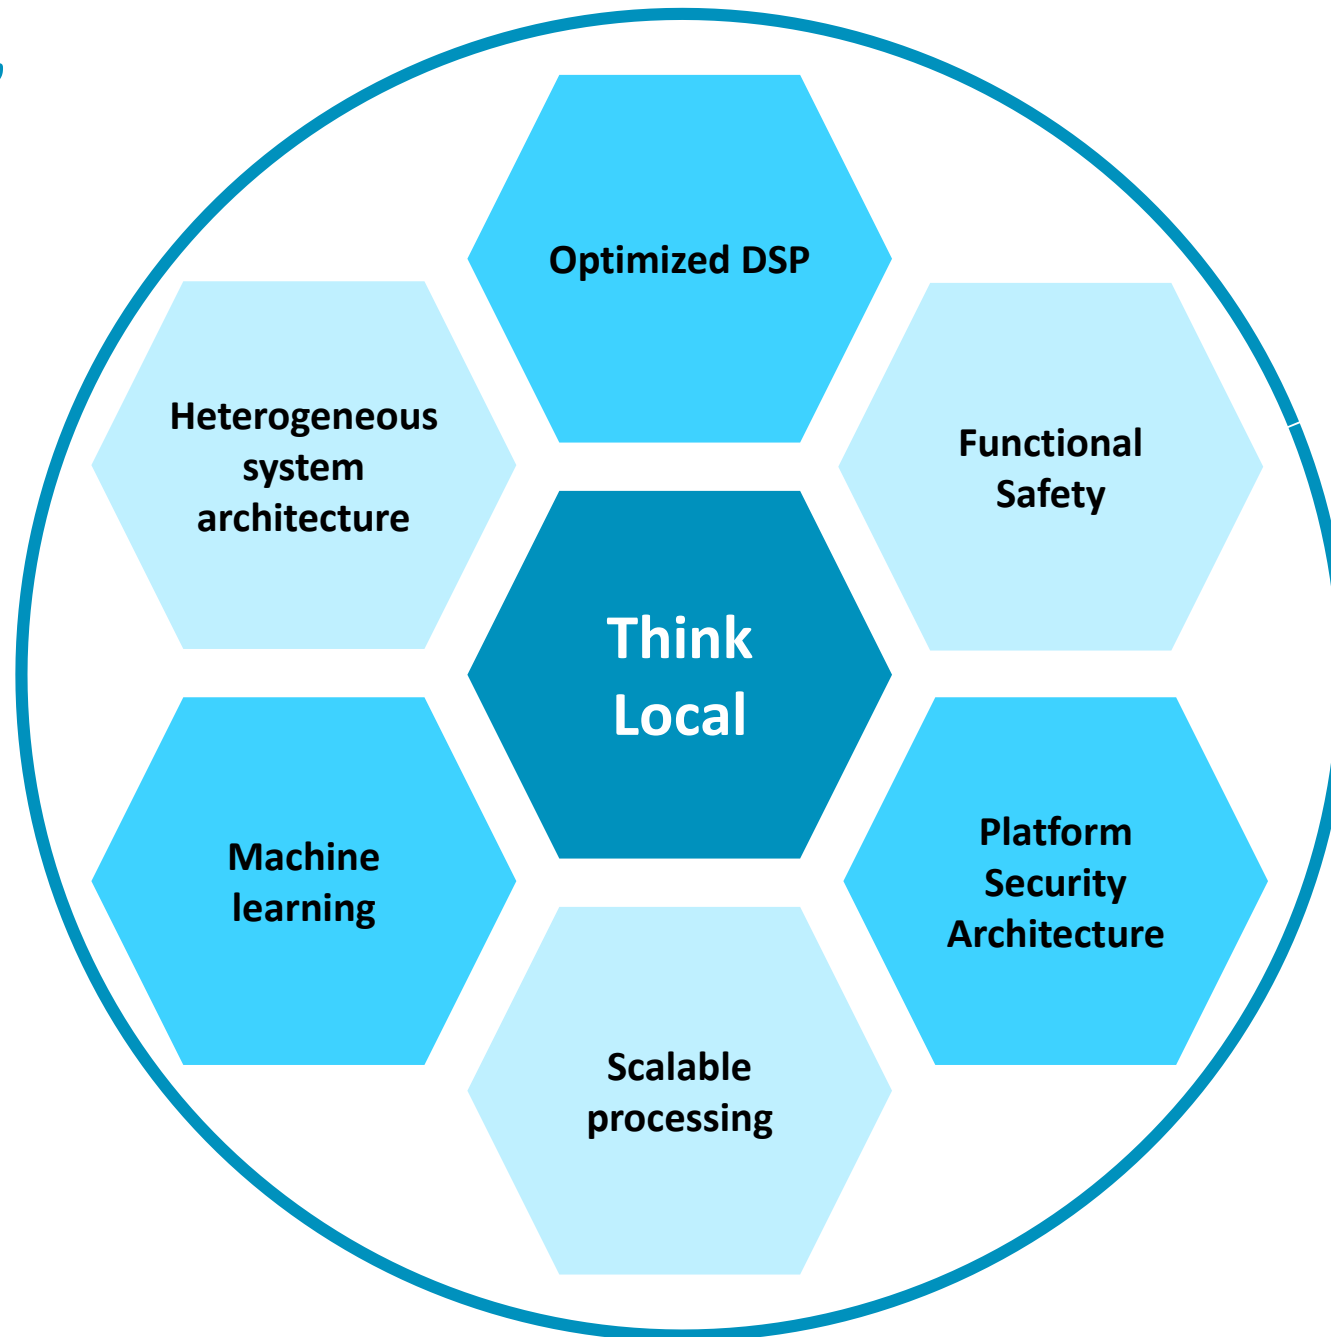 Optimized DSP
Heterogeneous
system
architecture
Functional
Safety
Think
Local
Machine
learning
Platform
Security
Architecture
Scalable
processing